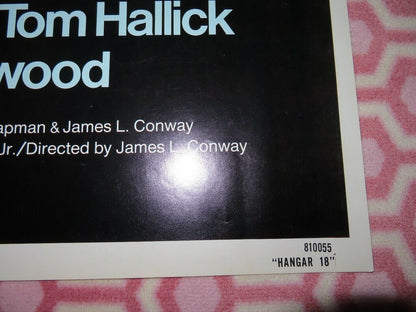 Tom Hallick
wood
apman & James L. Conway
Jr./Directed by James L. Conway
810055
"HANGAR 18"